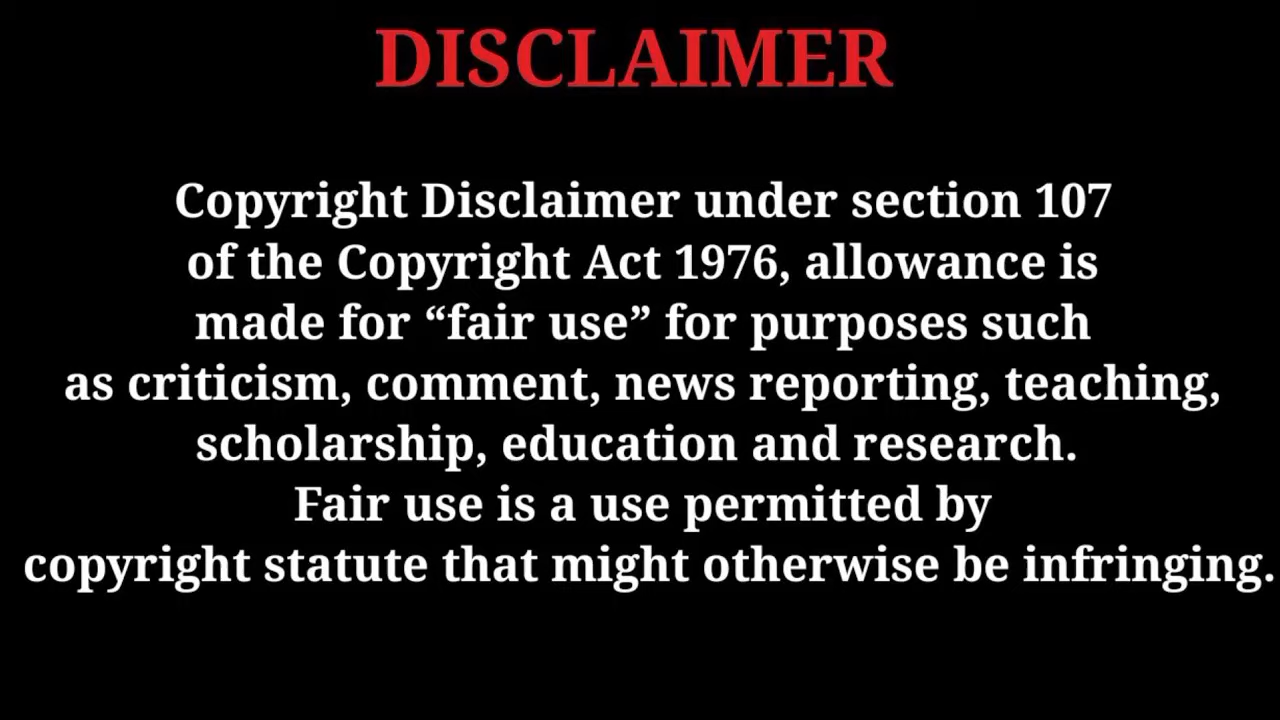 DISCLAIMER
Copyright Disclaimer under section 107
of the Copyright Act 1976, allowance is
made for “fair use” for purposes such
as criticism, comment, news reporting, teaching,
scholarship, education and research.
Fair use is a use permitted by
copyright statute that might otherwise be infringing.